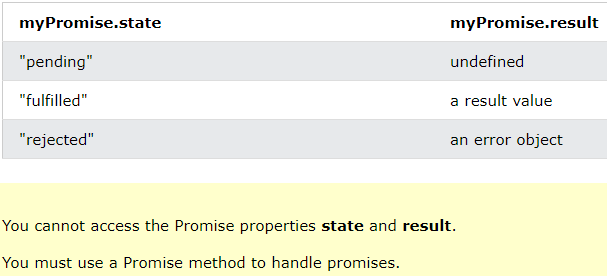 myPromise.state myPromise.result
"pending" undefined
"fulfilled" a result value
"rejected" an error object
You cannot access the Promise properties state and result.
You must use a Promise method to handle promises.